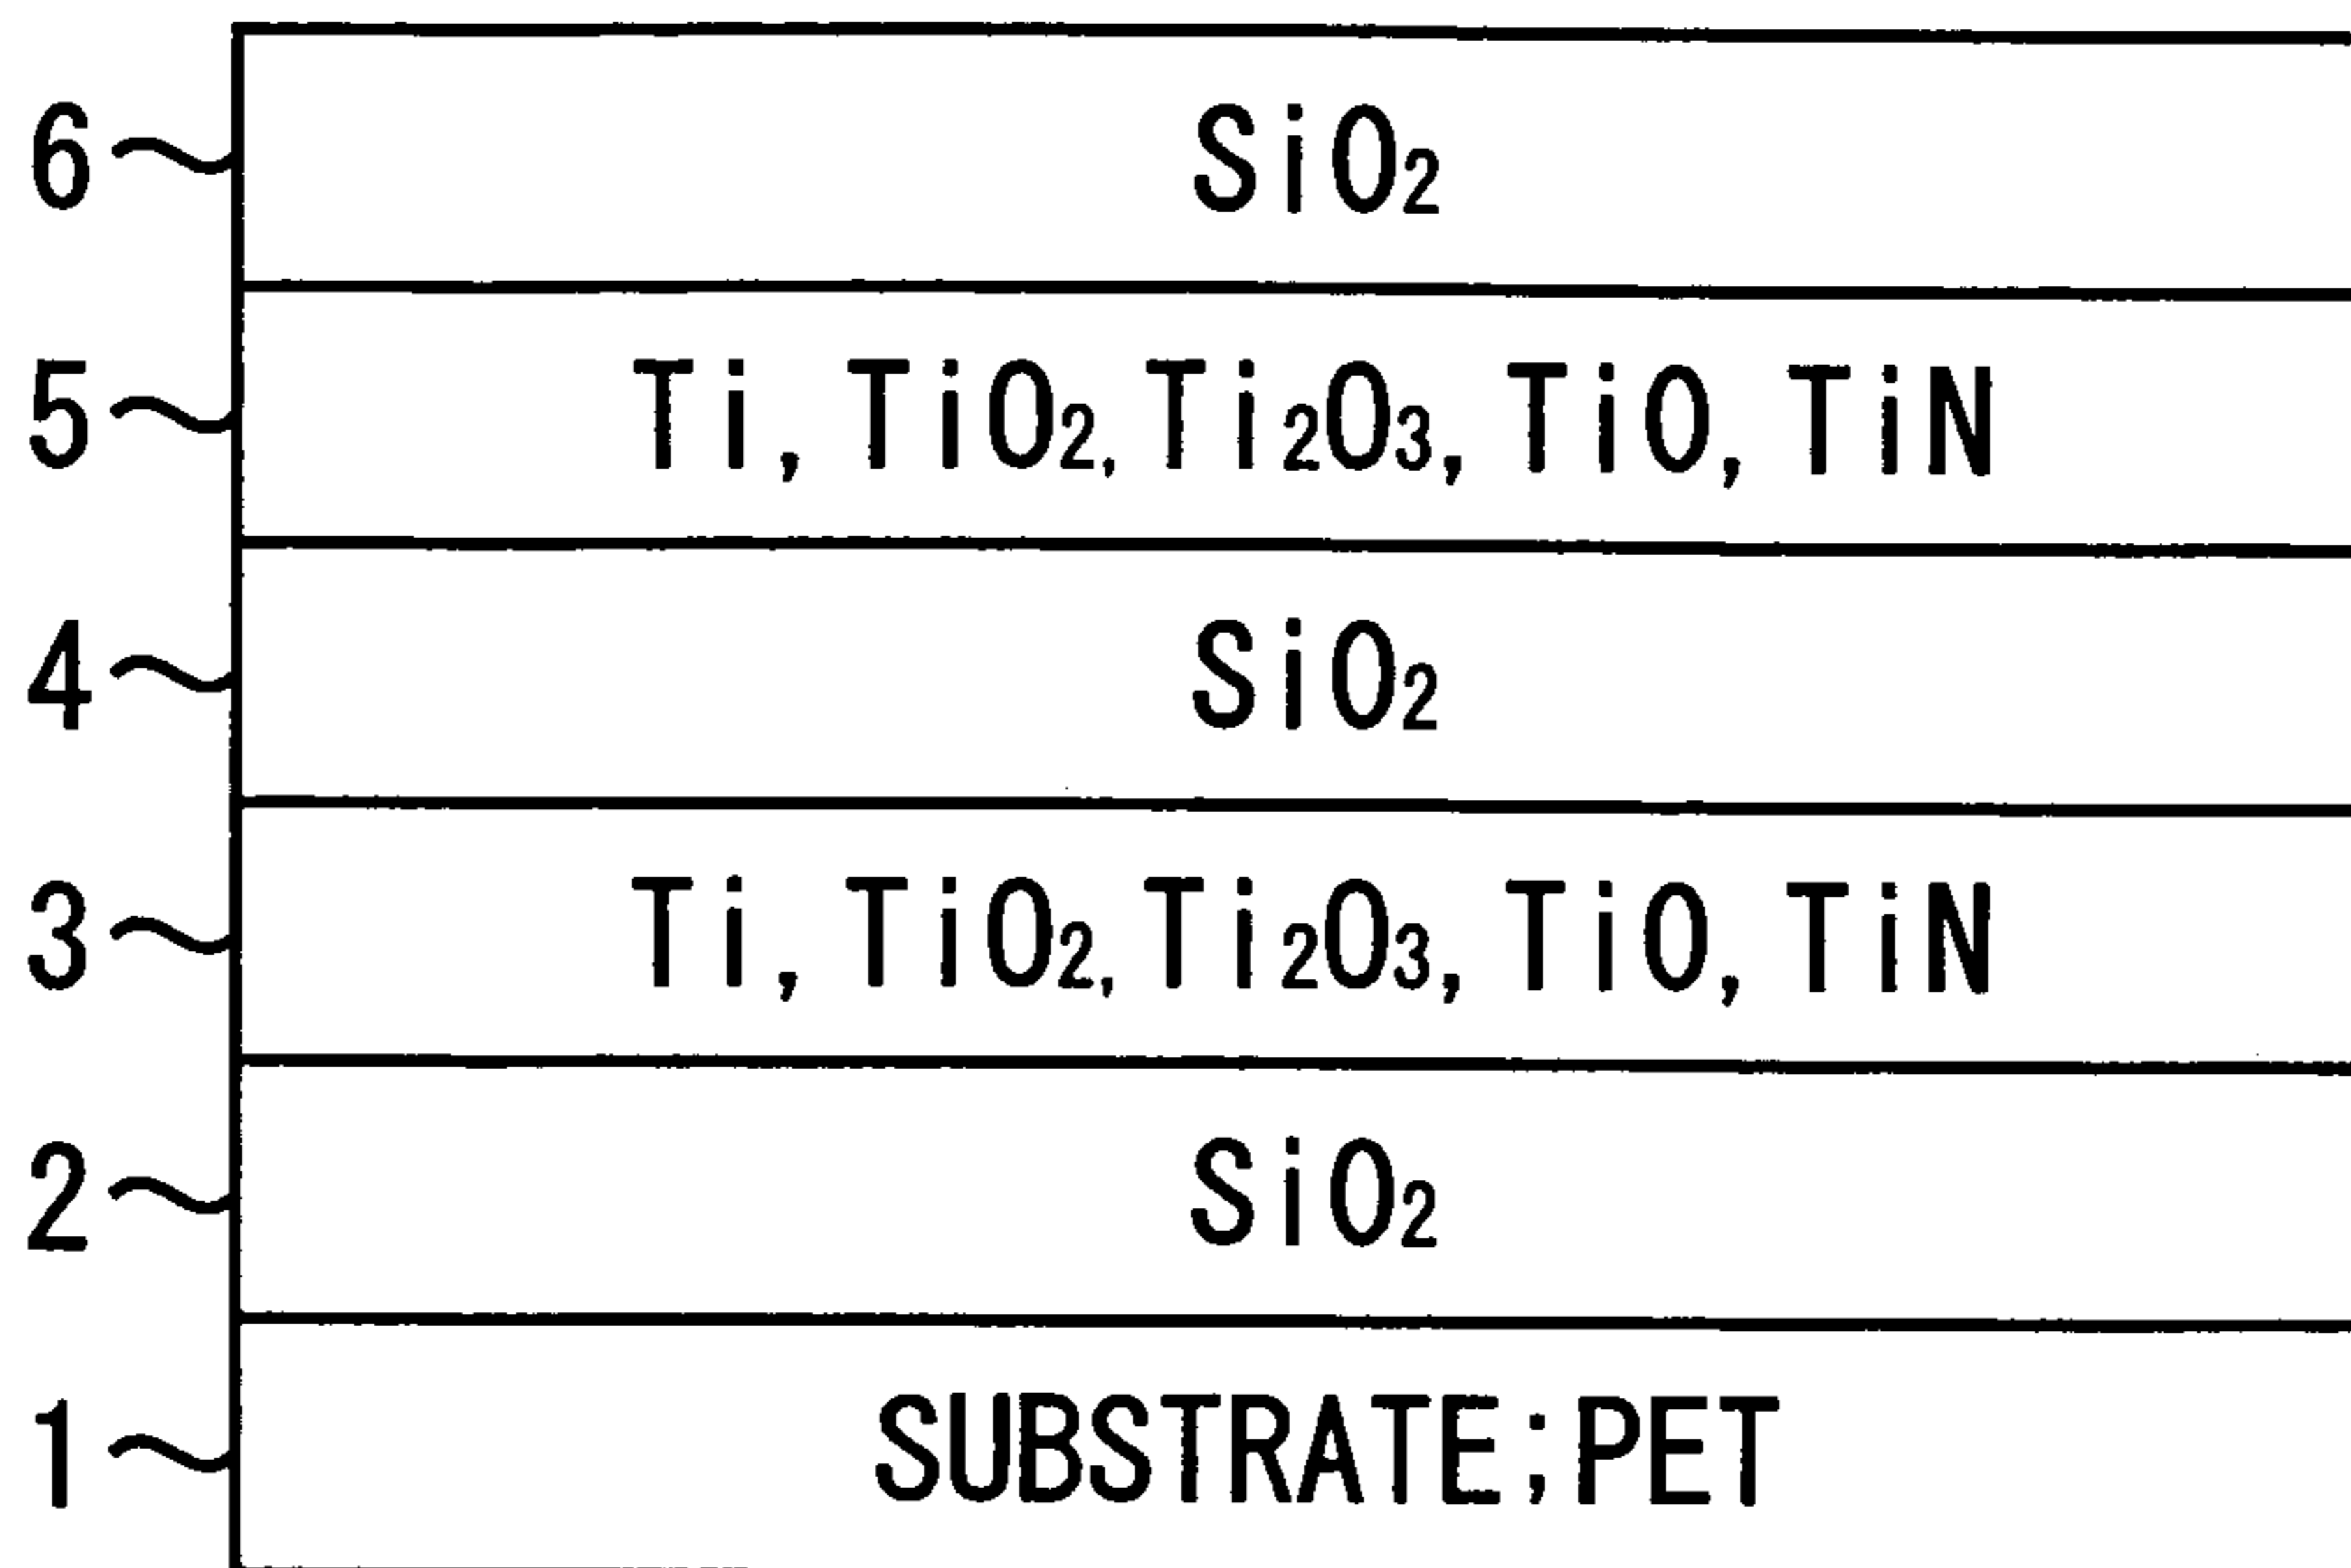 6 SiO₂
5 Ti, TiO₂, Ti₂O₃, TiO, TiN
4 SiO₂
3 Ti, TiO₂, Ti₂O₃, TiO, TiN
2 SiO₂
1 SUBSTRATE;PET